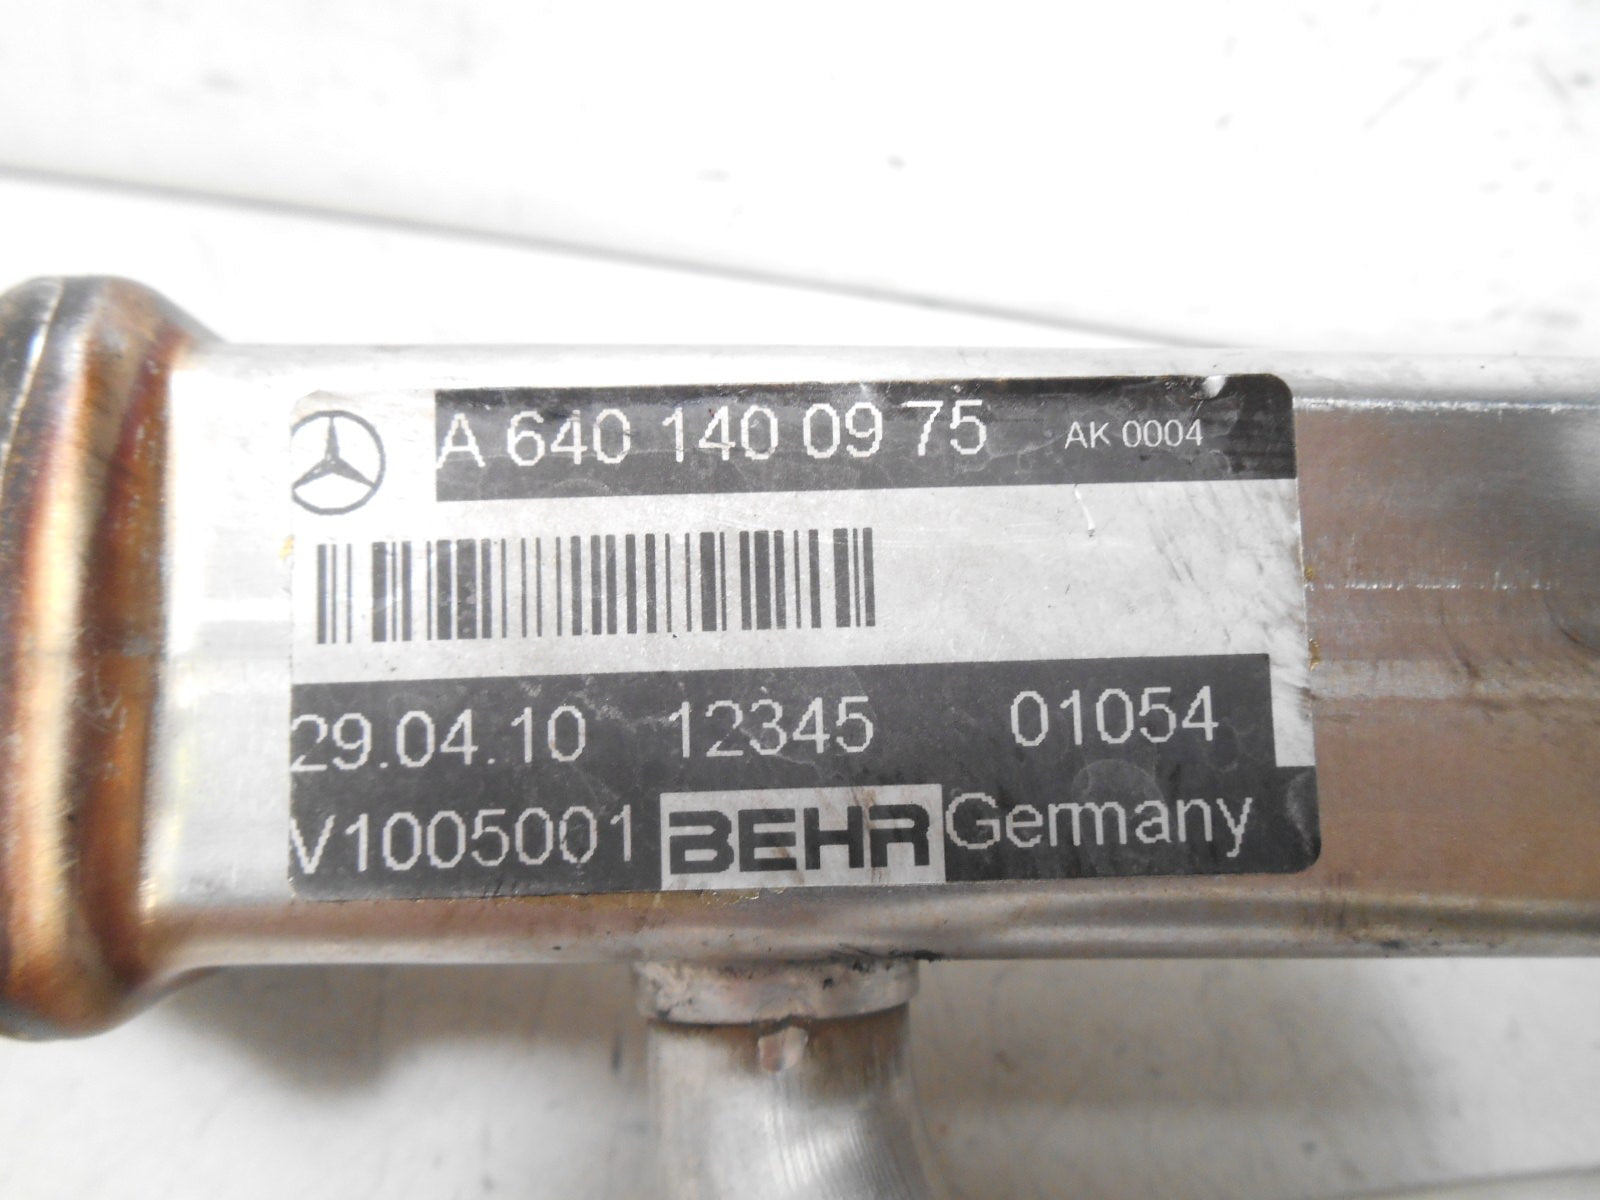 A 640 140 09 75 AK 0004
29.04.10 12345 01054
V1005001 BEHR Germany